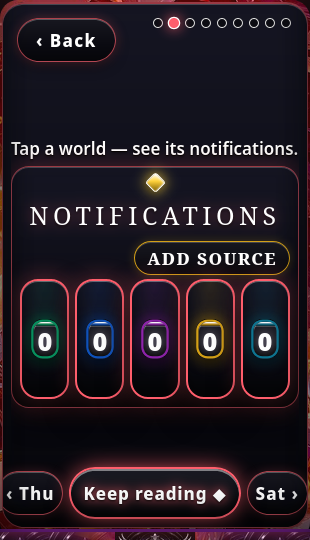 ‹ Back
Tap a world — see its notifications.
NOTIFICATIONS
ADD SOURCE
0 0 0 0 0
‹ Thu Keep reading ◆ Sat ›